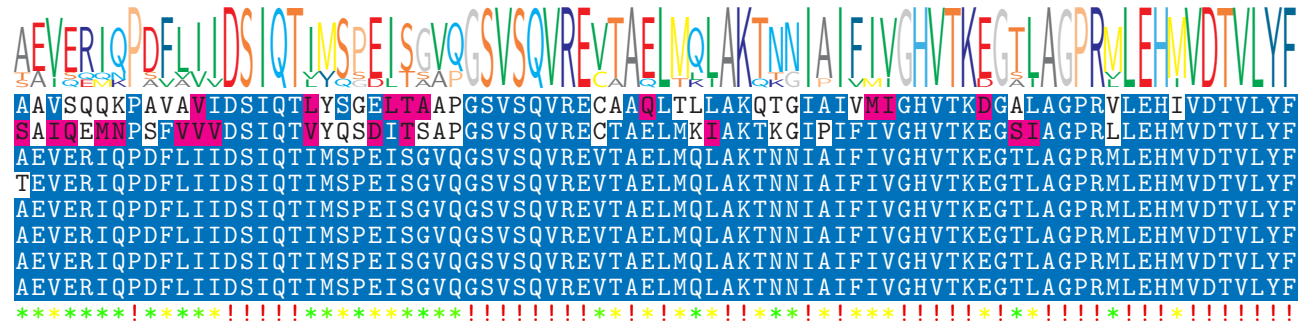 AEVERIQPDFLIIDSIQTIMSPEISGVQGSVSQVREVTAELMQLAKTNNIAIFIVGHVTKEGTLAGPRMLEHMVDTVLYF
AAVSQQKPAVAVIDSIQTLYSGELTAAPGSVSQVRECAAQLTLLAKQTGIAIVMIGHVTKDGALAGPRVLEHIVDTVLYF
SAIQEMNPSFVVVDSIQTVYQSDITSAPGSVSQVRECTAELMKIAKTKGIPIFIVGHVTKEGSIAGPRLLEHMVDTVLYF
AEVERIQPDFLIIDSIQTIMSPEISGVQGSVSQVREVTAELMQLAKTNNIAIFIVGHVTKEGTLAGPRMLEHMVDTVLYF
TEVERIQPDFLIIDSIQTIMSPEISGVQGSVSQVREVTAELMQLAKTNNIAIFIVGHVTKEGTLAGPRMLEHMVDTVLYF
AEVERIQPDFLIIDSIQTIMSPEISGVQGSVSQVREVTAELMQLAKTNNIAIFIVGHVTKEGTLAGPRMLEHMVDTVLYF
AEVERIQPDFLIIDSIQTIMSPEISGVQGSVSQVREVTAELMQLAKTNNIAIFIVGHVTKEGTLAGPRMLEHMVDTVLYF
AEVERIQPDFLIIDSIQTIMSPEISGVQGSVSQVREVTAELMQLAKTNNIAIFIVGHVTKEGTLAGPRMLEHMVDTVLYF
AEVERIQPDFLIIDSIQTIMSPEISGVQGSVSQVREVTAELMQLAKTNNIAIFIVGHVTKEGTLAGPRMLEHMVDTVLYF
*******!*****!!!!!**********!!!!!!!!**!*!***!!***!*!***!!!!!*!**!!!!*!!!*!!!!!!!